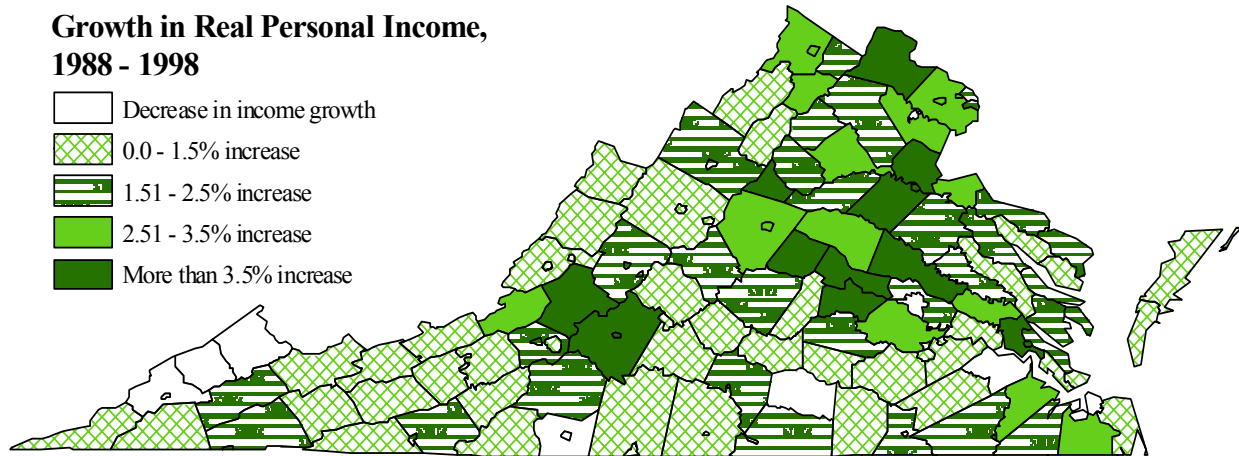 Growth in Real Personal Income,
1988 - 1998
Decrease in income growth
0.0 - 1.5% increase
1.51 - 2.5% increase
2.51 - 3.5% increase
More than 3.5% increase